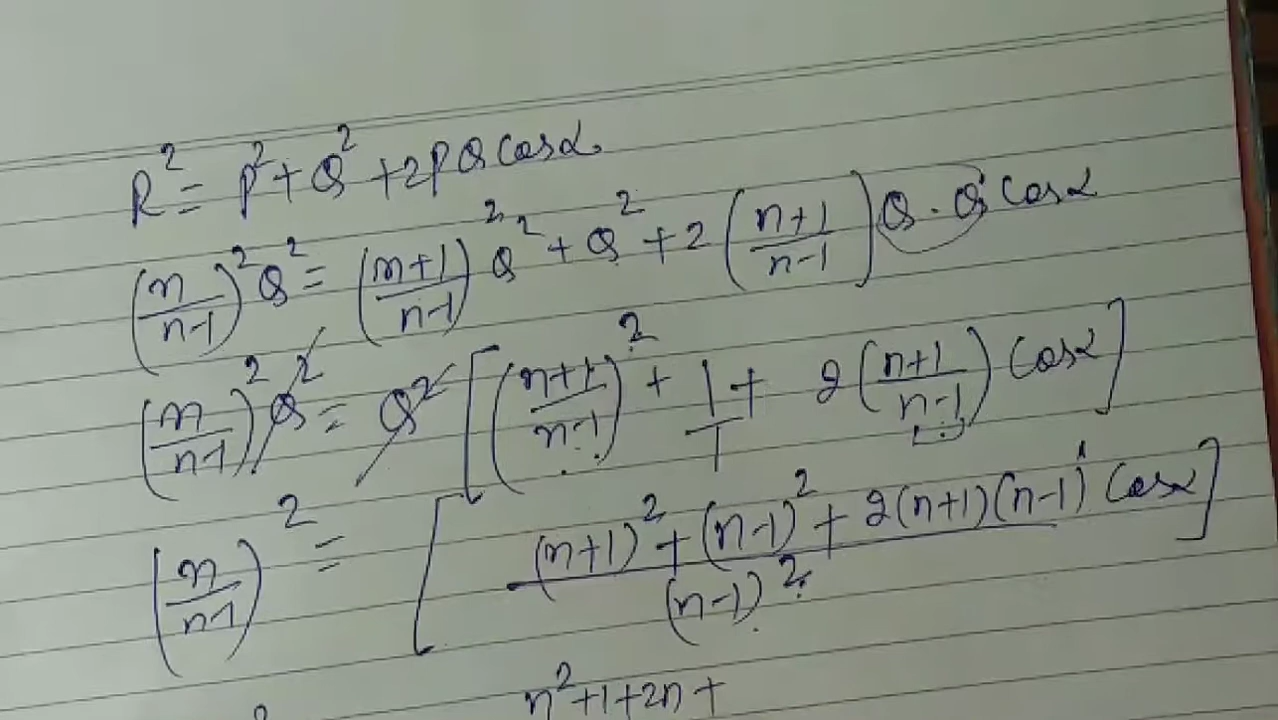 R² = P² + Q² + 2PQ Cosα.
(n/n-1)² Q² = (n+1/n-1)² Q² + Q² + 2(n+1/n-1) Q · Q Cosα
(n/n-1)² Q² = Q² [(n+1/n-1)² + 1/1 + 2(n+1/n-1) Cosα]
(n/n-1)² = [(n+1)² + (n-1)² + 2(n+1)(n-1)¹ Cosα / (n-1)²]
n² + 1 + 2n +